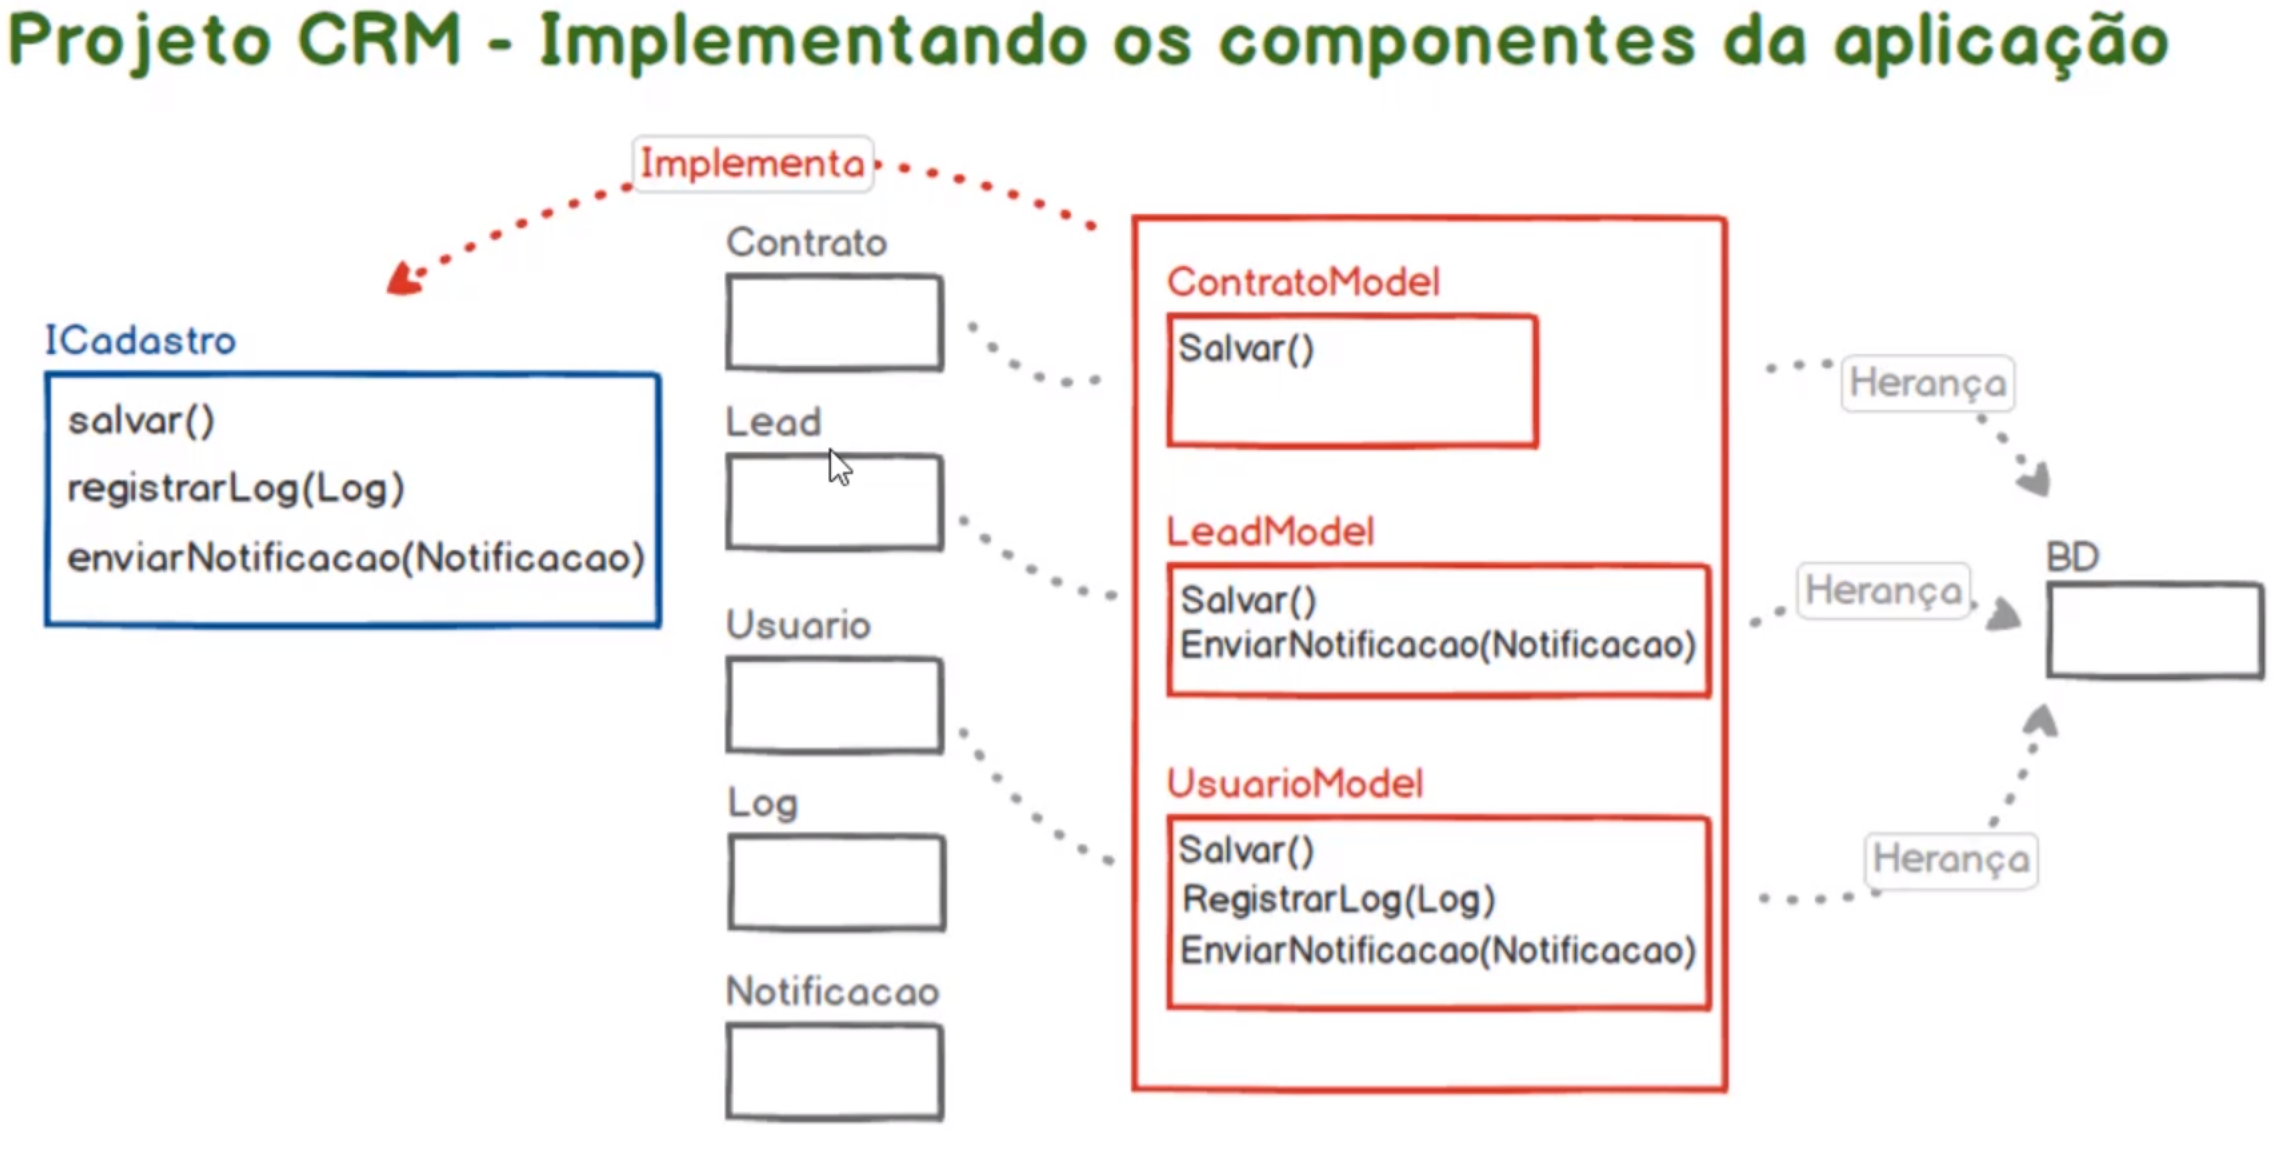 Projeto CRM - Implementando os componentes da aplicação
Implementa
ICadastro
salvar()
registrarLog(Log)
enviarNotificacao(Notificacao)
Contrato
Lead
Usuario
Log
Notificacao
ContratoModel
Salvar()
LeadModel
Salvar()
EnviarNotificacao(Notificacao)
UsuarioModel
Salvar()
RegistrarLog(Log)
EnviarNotificacao(Notificacao)
Herança
Herança
Herança
BD